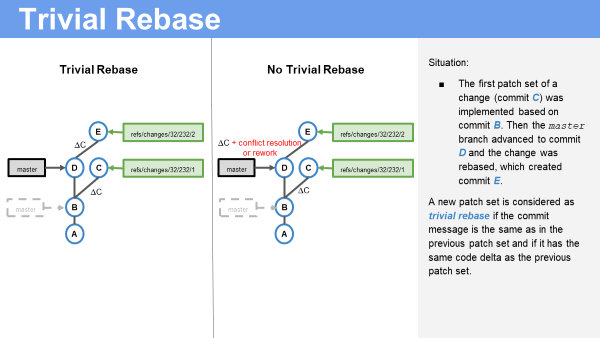 Trivial Rebase
Trivial Rebase
E
refs/changes/32/232/2
ΔC
master
D
C
refs/changes/32/232/1
ΔC
master
B
A
No Trivial Rebase
E
refs/changes/32/232/2
ΔC + conflict resolution
or rework
master
D
C
refs/changes/32/232/1
ΔC
master
B
A
Situation:
■ The first patch set of a
change (commit C) was
implemented based on
commit B. Then the master
branch advanced to commit
D and the change was
rebased, which created
commit E.
A new patch set is considered as
trivial rebase if the commit
message is the same as in the
previous patch set and if it has the
same code delta as the previous
patch set.